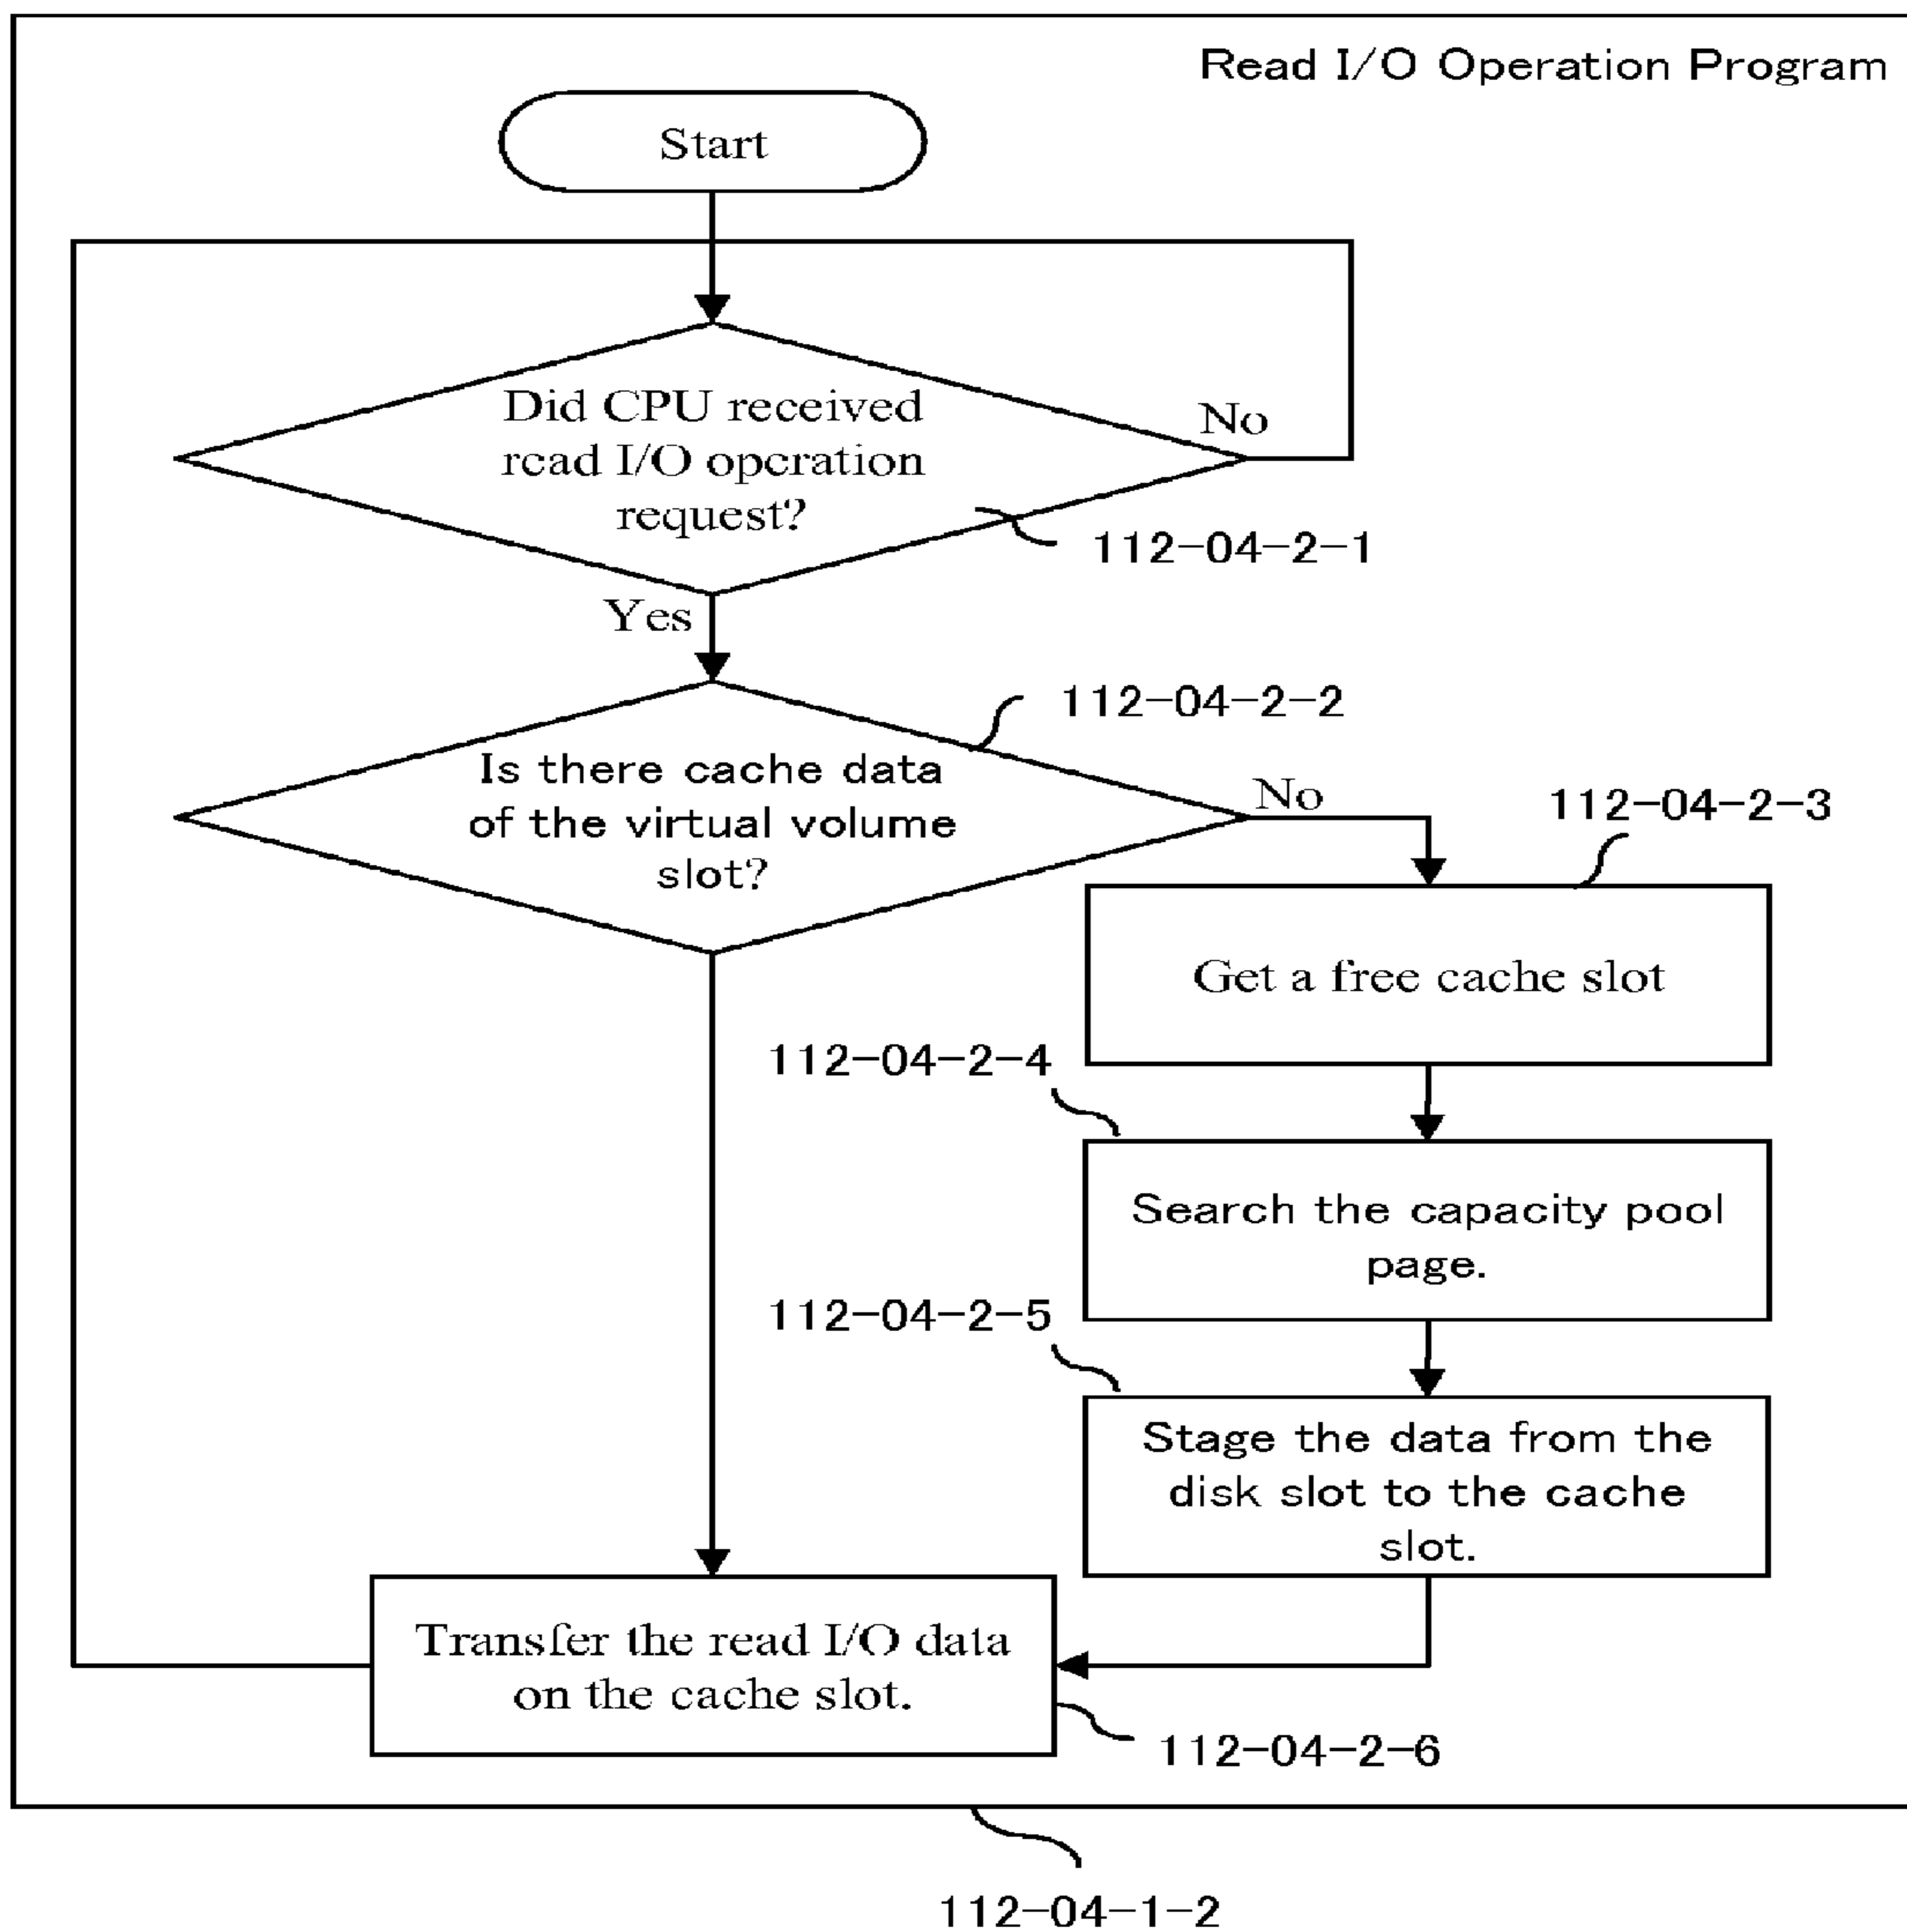 Read I/O Operation Program
Start
Did CPU received
read I/O operation
request?
No
112-04-2-1
Yes
112-04-2-2
Is there cache data
of the virtual volume
slot?
No
112-04-2-3
Get a free cache slot
112-04-2-4
Search the capacity pool
page.
112-04-2-5
Stage the data from the
disk slot to the cache
slot.
Transfer the read I/O data
on the cache slot.
112-04-2-6
112-04-1-2